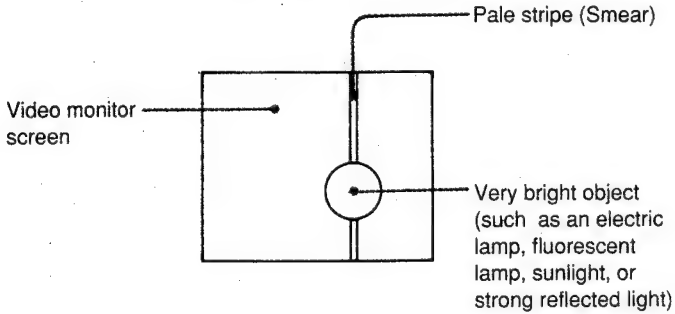 Pale stripe (Smear)
Video monitor
screen
Very bright object
(such as an electric
lamp, fluorescent
lamp, sunlight, or
strong reflected light)